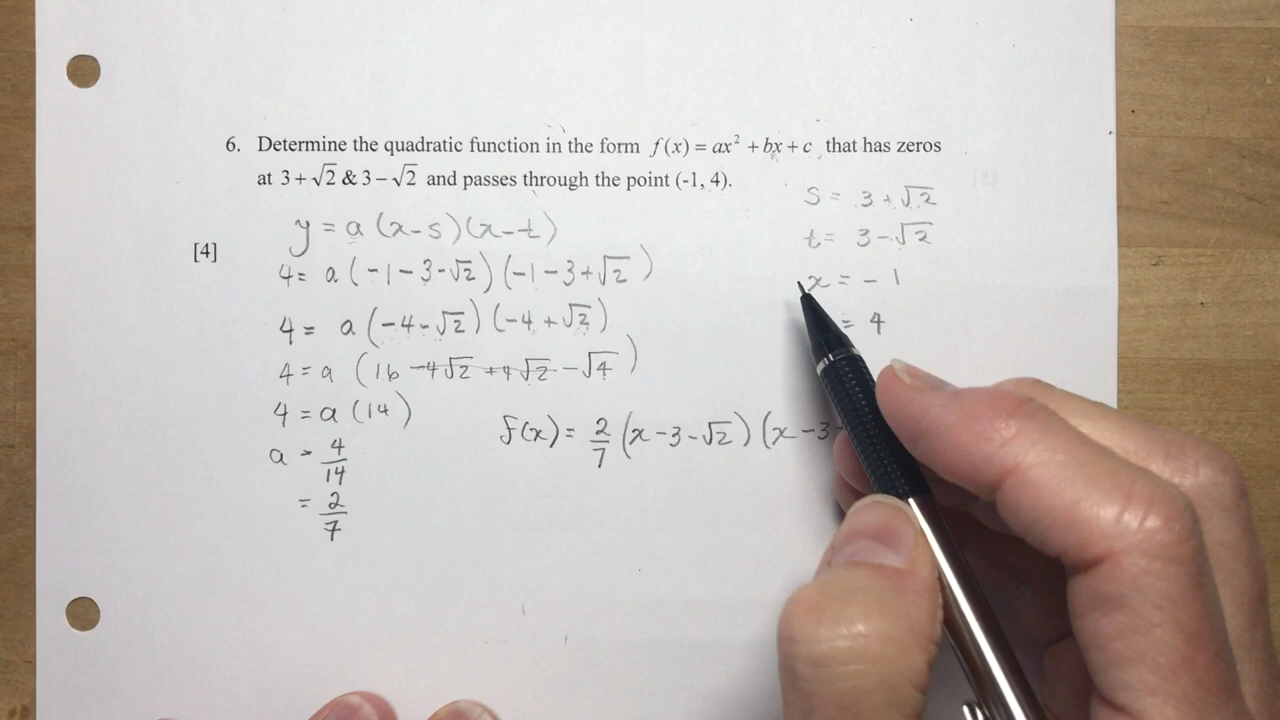 6. Determine the quadratic function in the form f(x) = ax² + bx + c that has zeros
at 3 + √2 & 3 − √2 and passes through the point (-1, 4).
[4]
y = a (x-s)(x-t)
4 = a (-1-3-√2)(-1-3+√2)
4 = a (-4-√2)(-4+√2)
4 = a (16 -4√2 +4√2 -√4)
4 = a (14)
a = 4/14
= 2/7
s = 3 + √2
t = 3 - √2
x = -1
= 4
f(x) = 2/7 (x-3-√2)(x-3